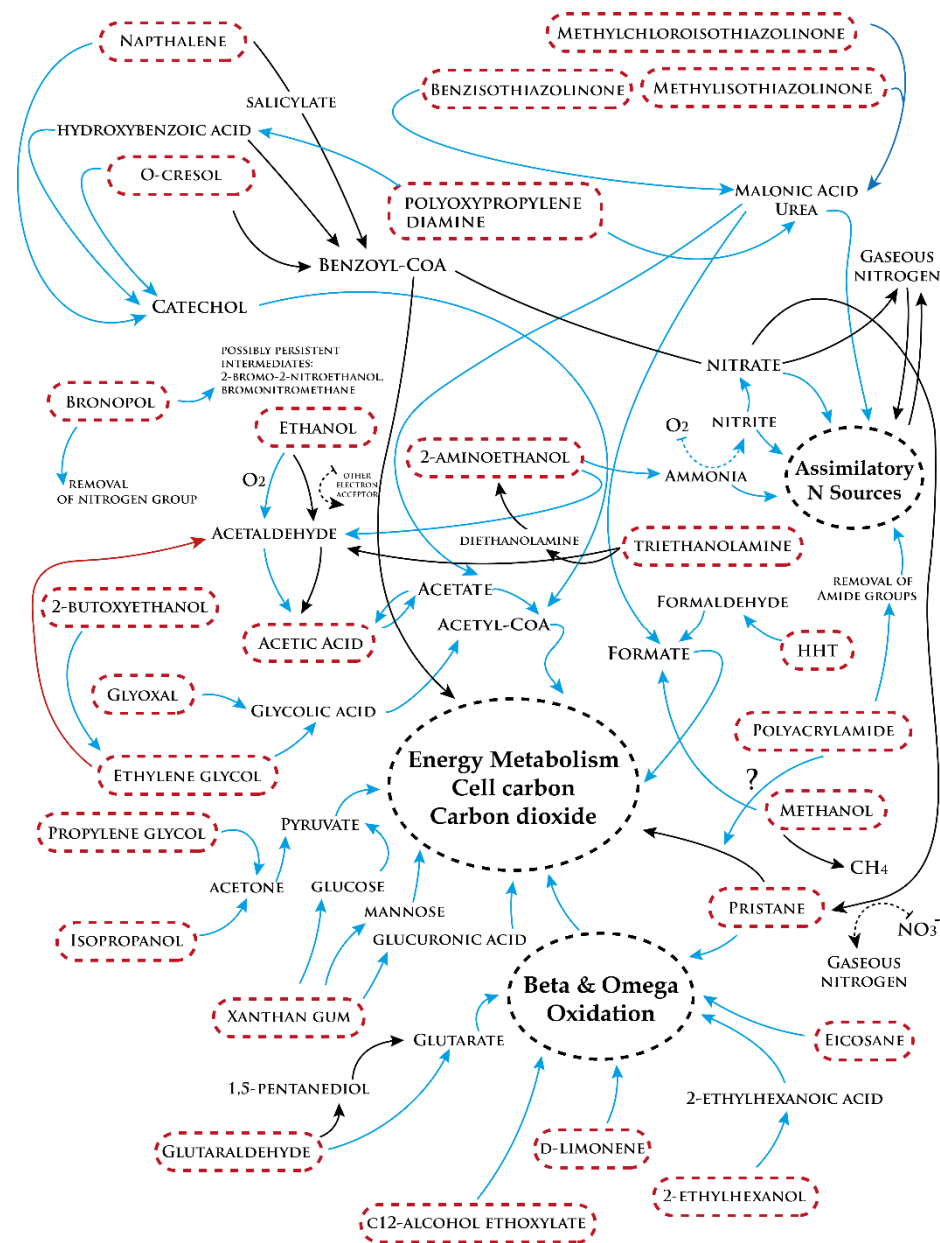 NAPTHALENE
METHYLCHLOROISOTHIAZOLINONE
BENZISOTHIAZOLINONE
METHYLISOTHIAZOLINONE
SALICYLATE
HYDROXYBENZOIC ACID
O-CRESOL
POLYOXYPROPYLENE
DIAMINE
MALONIC ACID
UREA
BENZOYL-COA
GASEOUS
NITROGEN
CATECHOL
POSSIBLY PERSISTENT
INTERMEDIATES:
2-BROMO-2-NITROETHANOL,
BROMONITROMETHANE
NITRATE
BRONOPOL
ETHANOL
O2
NITRITE
2-AMINOETHANOL
AMMONIA
Assimilatory
N Sources
REMOVAL
OF NITROGEN GROUP
O2
OTHER
ELECTRON
ACCEPTOR
ACETALDEHYDE
DIETHANOLAMINE
TRIETHANOLAMINE
2-BUTOXYETHANOL
ACETATE
REMOVAL OF
AMIDE GROUPS
FORMALDEHYDE
ACETYL-COA
ACETIC ACID
FORMATE
HHT
GLYOXAL
GLYCOLIC ACID
POLYACRYLAMIDE
ETHYLENE GLYCOL
Energy Metabolism
Cell carbon
Carbon dioxide
?
METHANOL
PROPYLENE GLYCOL
PYRUVATE
CH4
ACETONE
GLUCOSE
MANNOSE
PRISTANE
ISOPROPANOL
GLUCURONIC ACID
NO3-
GASEOUS
NITROGEN
Beta & Omega
Oxidation
XANTHAN GUM
GLUTARATE
EICOSANE
1,5-PENTANEDIOL
2-ETHYLHEXANOIC ACID
GLUTARALDEHYDE
D-LIMONENE
2-ETHYLHEXANOL
C12-ALCOHOL ETHOXYLATE